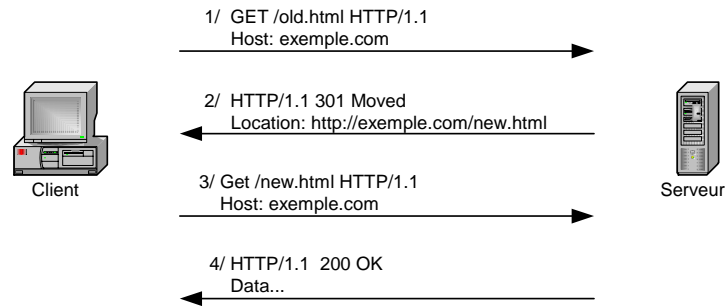 1/ GET /old.html HTTP/1.1
Host: exemple.com
2/ HTTP/1.1 301 Moved
Location: http://exemple.com/new.html
Client
Serveur
3/ Get /new.html HTTP/1.1
Host: exemple.com
4/ HTTP/1.1 200 OK
Data...